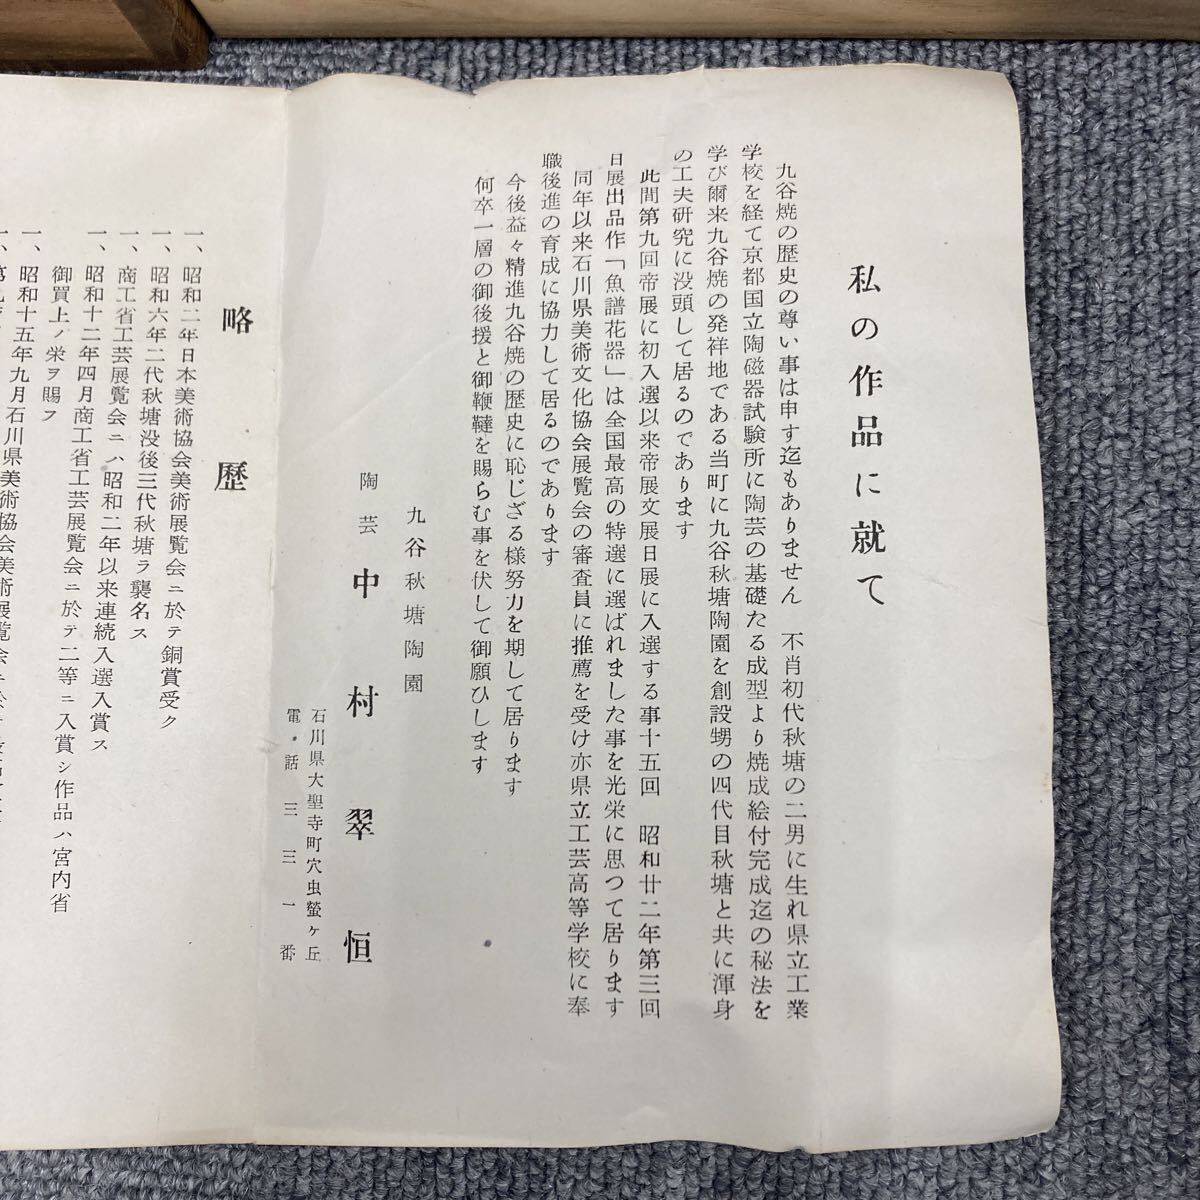 私の作品に就て
九谷焼の歴史の尊い事は申す迄もありません　不肖初代秋塘の二男に生れ県立工業
学校を経て京都国立陶磁器試験所に陶芸の基礎たる成型より焼成絵付完成迄の秘法を
学び爾来九谷焼の発祥地である当町に九谷秋塘陶園を創設甥の四代目秋塘と共に渾身
の工夫研究に没頭して居るのであります
此間第九回帝展に初入選以来帝展文展日展に入選する事十五回　昭和廿二年第三回
日展出品作「魚譜花器」は全国最高の特選に選ばれました事を光栄に思つて居ります
同年以来石川県美術文化協会展覧会の審査員に推薦を受け亦県立工芸高等学校に奉
職後進の育成に協力して居るのであります
今後益々精進九谷焼の歴史に恥じざる様努力を期して居ります
何卒一層の御後援と御鞭韃を賜らむ事を伏して御願ひします
九谷秋塘陶園
陶芸　中村翠恒
石川県大聖寺町穴虫螢ヶ丘
電・話三三一番
略歴
一、昭和二年日本美術協会美術展覧会ニ於テ銅賞受ク
一、昭和六年二代秋塘没後三代秋塘ラ襲名ス
一、商工省工芸展覧会ニハ昭和二年以来連続入選入賞ス
一、昭和十二年四月商工省工芸展覧会ニ於テ二等ニ入賞シ作品ハ宮内省
御買上ノ栄ヲ賜フ
一、昭和十五年九月石川県美術協会美術展覧会